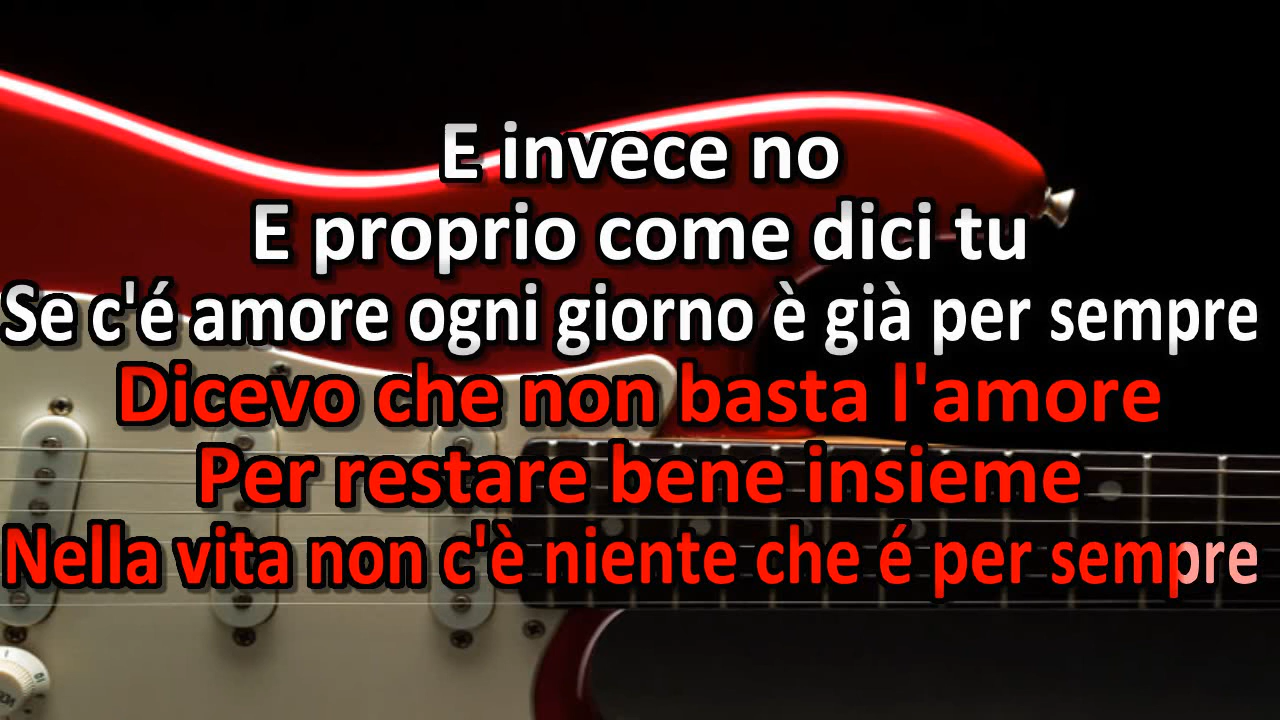 E invece no
E proprio come dici tu
Se c'é amore ogni giorno è già per sempre
Dicevo che non basta l'amore
Per restare bene insieme
Nella vita non c'è niente che é per sempre